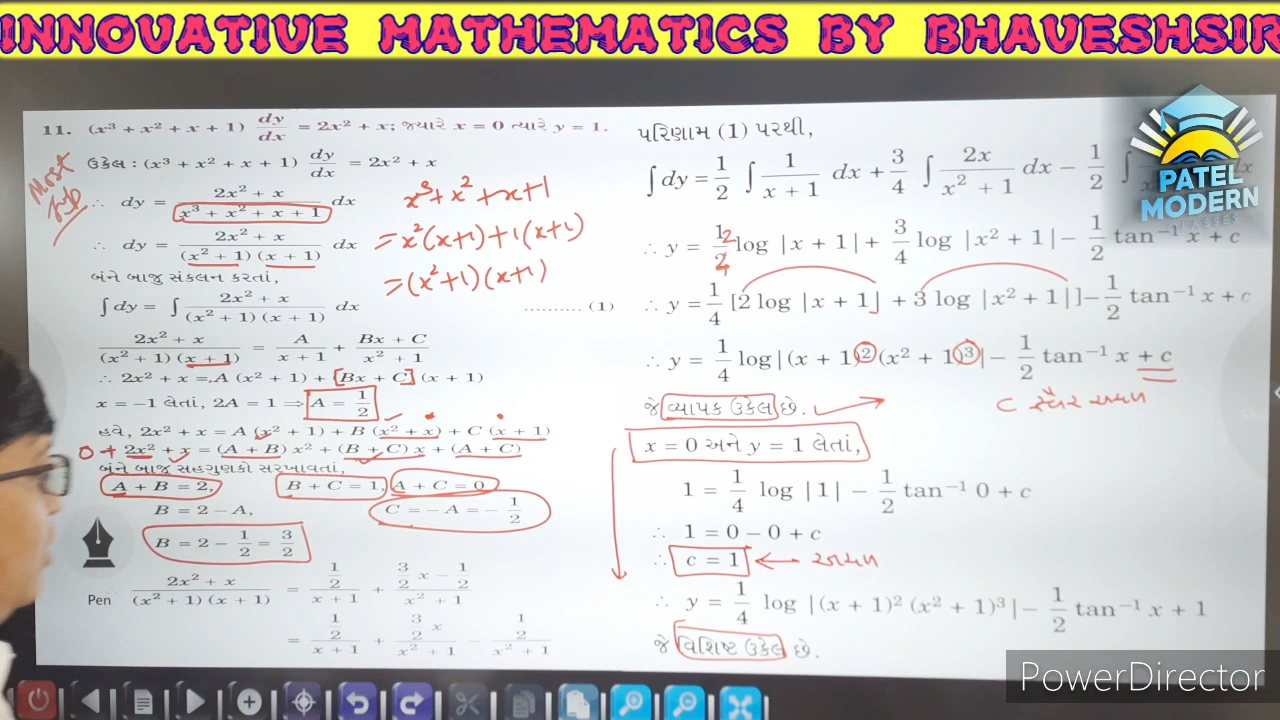 INNOVATIVE MATHEMATICS BY BHAVESHSIR
11. (x³ + x² + x + 1) dy/dx = 2x² + x; જ્યારે x = 0 ત્યારે y = 1.
ઉકેલ : (x³ + x² + x + 1) dy/dx = 2x² + x
Most Imp
∴ dy = (2x² + x)/(x³ + x² + x + 1) dx
x³ + x² + x + 1
∴ dy = (2x² + x)/((x² + 1) (x + 1)) dx
= x²(x+1) + 1(x+1)
= (x²+1) (x+1)
બંને બાજુ સંકલન કરતાં,
∫dy = ∫ (2x² + x)/((x² + 1) (x + 1)) dx .......... (1)
(2x² + x)/((x² + 1) (x + 1)) = A/(x + 1) + (Bx + C)/(x² + 1)
∴ 2x² + x = A (x² + 1) + [Bx + C] (x + 1)
x = −1 લેતાં, 2A = 1 ⇒ A = 1/2
હવે, 2x² + x = A (x² + 1) + B (x² + x) + C (x + 1)
0 + 2x² + x = (A + B) x² + (B + C) x + (A + C)
બંને બાજુ સહગુણકો સરખાવતાં,
A + B = 2, B + C = 1, A + C = 0
B = 2 − A, C = −A = − 1/2
B = 2 − 1/2 = 3/2
Pen
(2x² + x)/((x² + 1) (x + 1)) = (1/2)/(x + 1) + (3/2 x − 1/2)/(x² + 1)
= (1/2)/(x + 1) + (3/2 x)/(x² + 1) − (1/2)/(x² + 1)
પરિણામ (1) પરથી,
∫dy = 1/2 ∫ 1/(x + 1) dx + 3/4 ∫ 2x/(x² + 1) dx − 1/2 ∫
∴ y = 1/2 log |x + 1| + 3/4 log |x² + 1| − 1/2 tan⁻¹ x + c
2
4
∴ y = 1/4 [2 log |x + 1| + 3 log |x² + 1|] − 1/2 tan⁻¹ x + c
∴ y = 1/4 log |(x + 1)² (x² + 1)³| − 1/2 tan⁻¹ x + c
જે વ્યાપક ઉકેલ છે.
x = 0 અને y = 1 લેતાં,
1 = 1/4 log |1| − 1/2 tan⁻¹ 0 + c
∴ 1 = 0 − 0 + c
∴ c = 1
∴ y = 1/4 log |(x + 1)² (x² + 1)³| − 1/2 tan⁻¹ x + 1
જે વિશિષ્ટ ઉકેલ છે.
PATEL
MODERN
CLASSES
PowerDirector